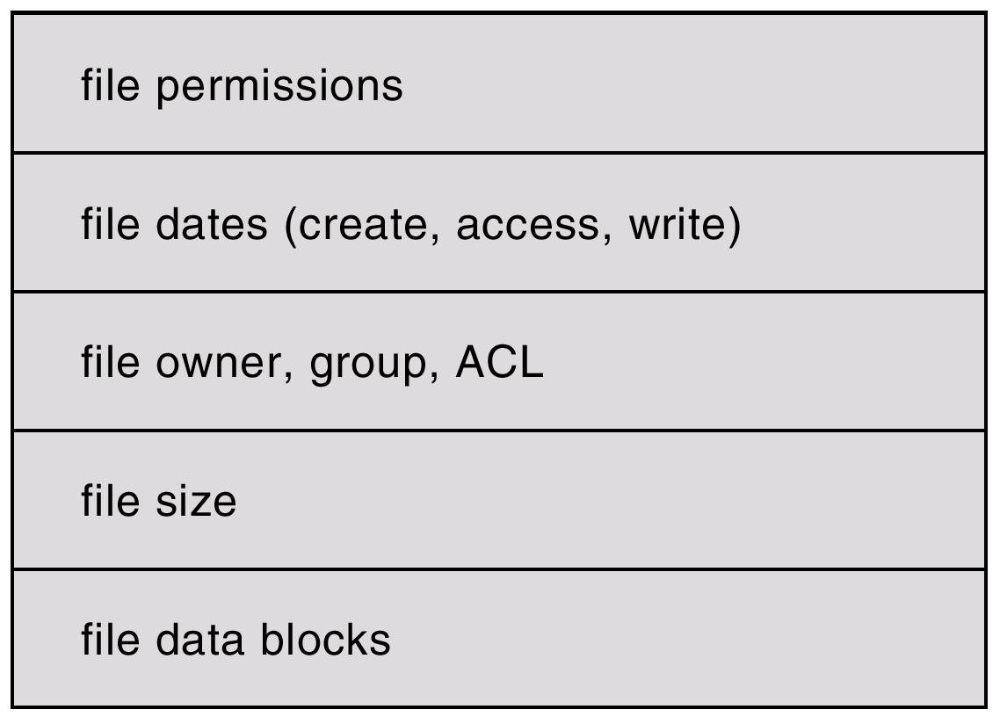 file permissions
file dates (create, access, write)
file owner, group, ACL
file size
file data blocks